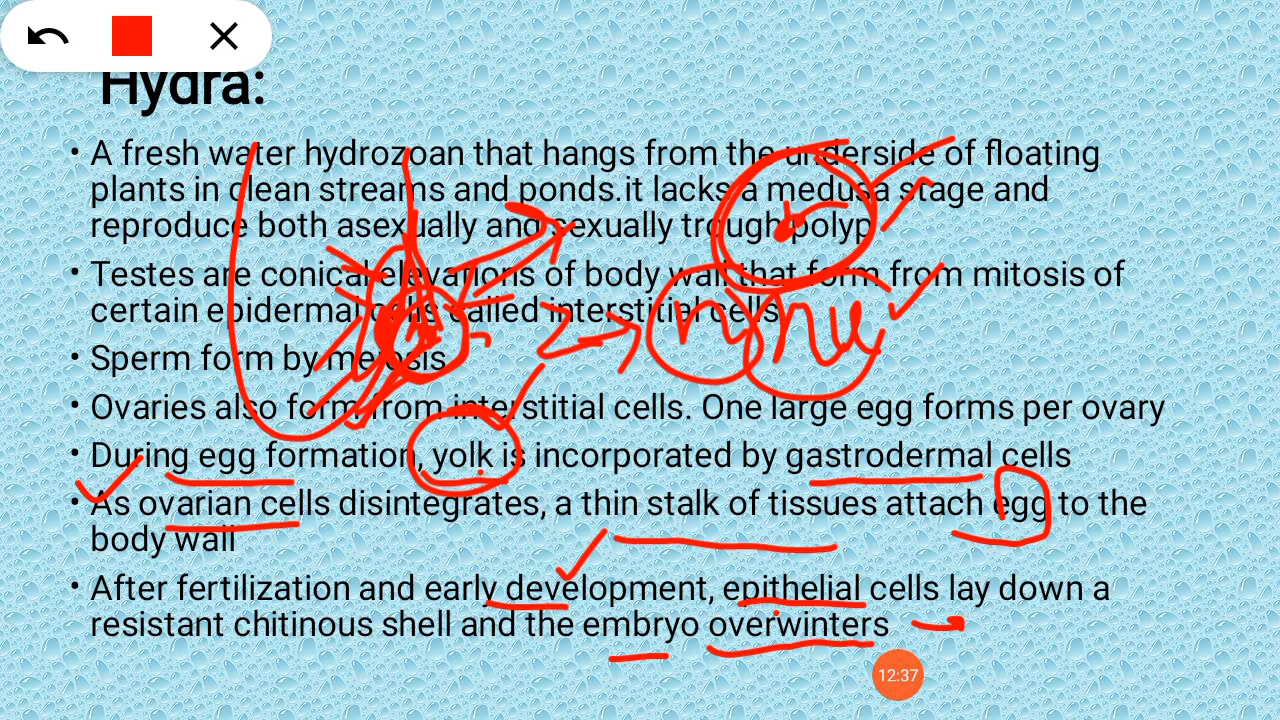 Hydra:
• A fresh water hydrozoan that hangs from the underside of floating
plants in clean streams and ponds.it lacks a medusa stage and
reproduce both asexually and sexually trough polyp
• Testes are conical elevations of body wall that form from mitosis of
certain epidermal cells called interstitial cells
• Sperm form by meiosis
• Ovaries also form from interstitial cells. One large egg forms per ovary
• During egg formation, yolk is incorporated by gastrodermal cells
• As ovarian cells disintegrates, a thin stalk of tissues attach egg to the
body wall
• After fertilization and early development, epithelial cells lay down a
resistant chitinous shell and the embryo overwinters
12:37